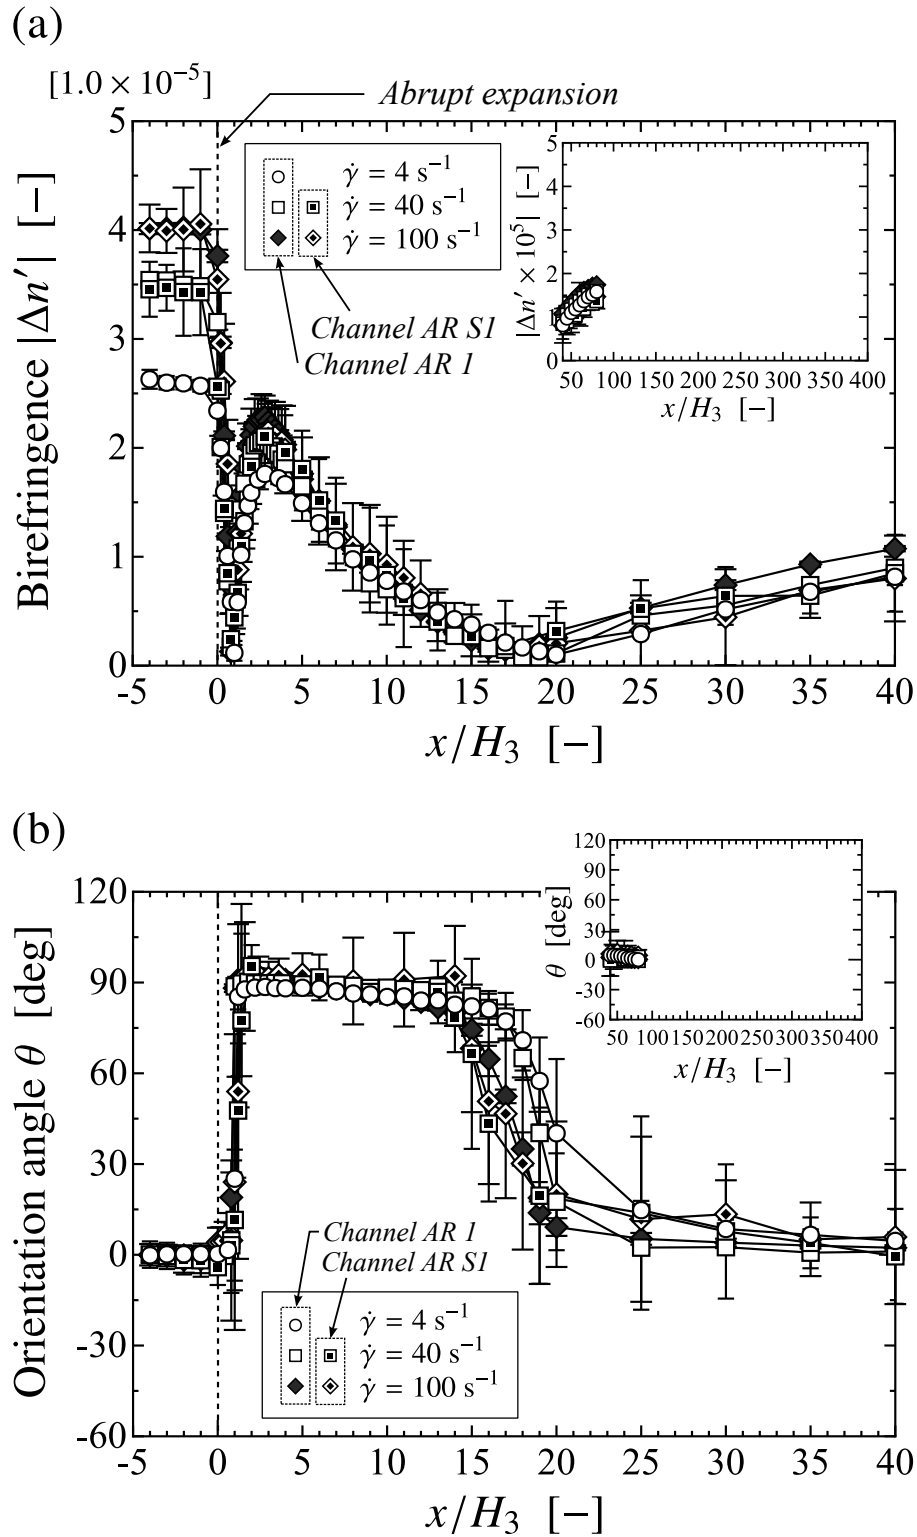 (a)
[1.0 × 10⁻⁵]
Abrupt expansion
Birefringence |Δn′| [−]
5
4
3
2
1
0
γ̇ = 4 s⁻¹
γ̇ = 40 s⁻¹
γ̇ = 100 s⁻¹
Channel AR S1
Channel AR 1
|Δn′ × 10⁵| [−]
5
4
3
2
1
0
50 100 150 200 250 300 350 400
x/H₃ [−]
-5 0 5 10 15 20 25 30 35 40
x/H₃ [−]
(b)
Orientation angle θ [deg]
120
90
60
30
0
-30
-60
θ [deg]
120
90
60
30
0
-30
-60
50 100 150 200 250 300 350 400
x/H₃ [−]
Channel AR 1
Channel AR S1
γ̇ = 4 s⁻¹
γ̇ = 40 s⁻¹
γ̇ = 100 s⁻¹
-5 0 5 10 15 20 25 30 35 40
x/H₃ [−]